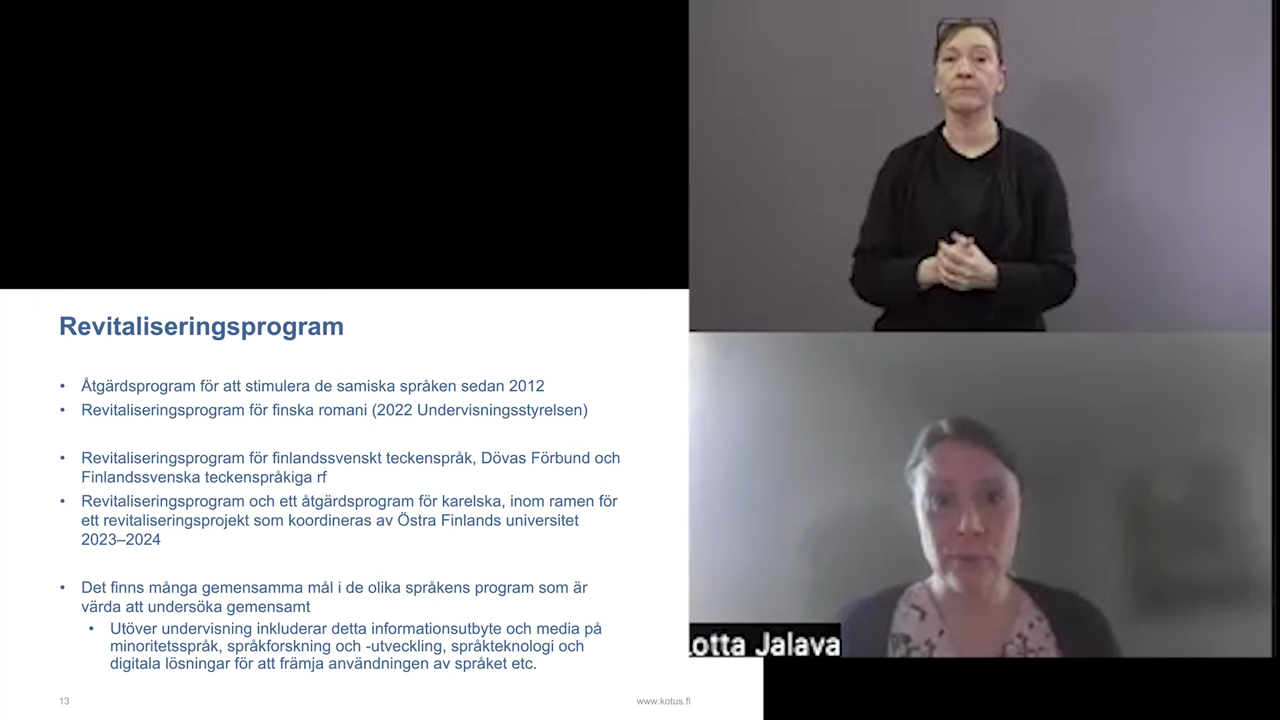 Revitaliseringsprogram
• Åtgärdsprogram för att stimulera de samiska språken sedan 2012
• Revitaliseringsprogram för finska romani (2022 Undervisningsstyrelsen)
• Revitaliseringsprogram för finlandssvenskt teckenspråk, Dövas Förbund och
Finlandssvenska teckenspråkiga rf
• Revitaliseringsprogram och ett åtgärdsprogram för karelska, inom ramen för
ett revitaliseringsprojekt som koordineras av Östra Finlands universitet
2023–2024
• Det finns många gemensamma mål i de olika språkens program som är
värda att undersöka gemensamt
• Utöver undervisning inkluderar detta informationsutbyte och media på
minoritetsspråk, språkforskning och -utveckling, språkteknologi och
digitala lösningar för att främja användningen av språket etc.
13
www.kotus.fi
Lotta Jalava